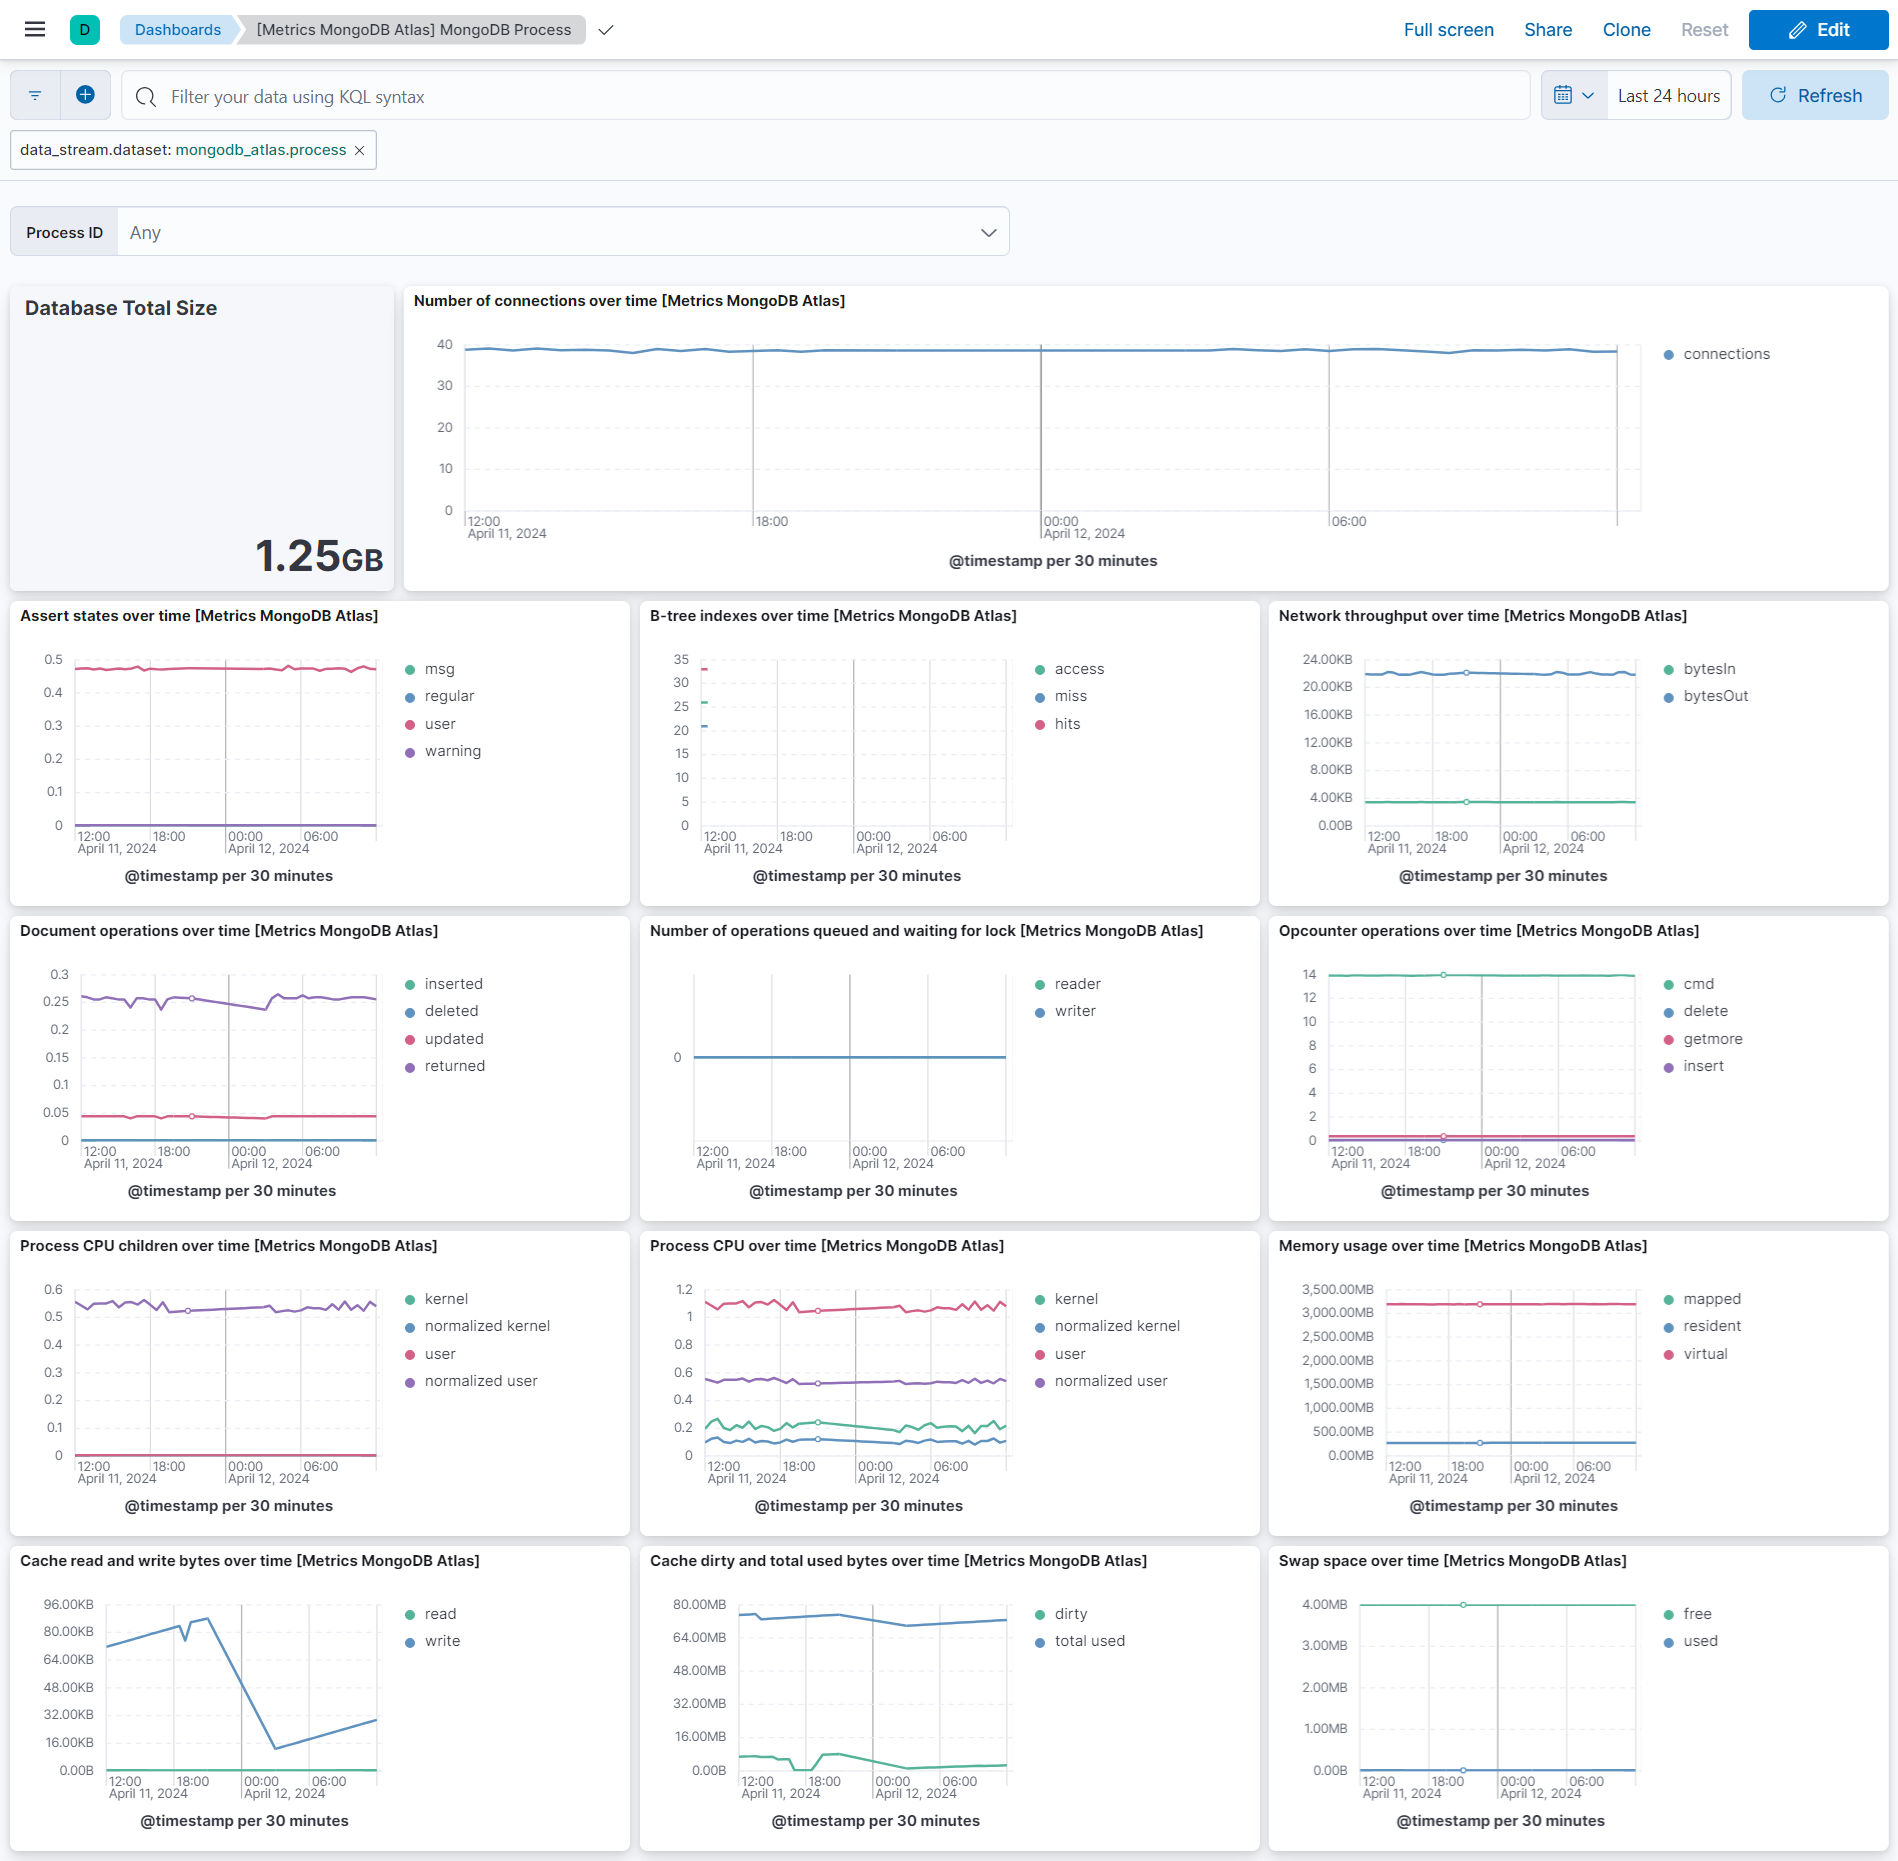 D Dashboards [Metrics MongoDB Atlas] MongoDB Process Full screen Share Clone Reset Edit
Filter your data using KQL syntax Last 24 hours Refresh
data_stream.dataset: mongodb_atlas.process
Process ID Any
Database Total Size
1.25GB
Number of connections over time [Metrics MongoDB Atlas]
40
30
20
10
0
12:00 18:00 00:00 06:00
April 11, 2024 April 12, 2024
@timestamp per 30 minutes
connections
Assert states over time [Metrics MongoDB Atlas]
0.5
0.4
0.3
0.2
0.1
0
12:00 18:00 00:00 06:00
April 11, 2024 April 12, 2024
@timestamp per 30 minutes
msg
regular
user
warning
B-tree indexes over time [Metrics MongoDB Atlas]
35
30
25
20
15
10
5
0
12:00 18:00 00:00 06:00
April 11, 2024 April 12, 2024
@timestamp per 30 minutes
access
miss
hits
Network throughput over time [Metrics MongoDB Atlas]
24.00KB
20.00KB
16.00KB
12.00KB
8.00KB
4.00KB
0.00B
12:00 18:00 00:00 06:00
April 11, 2024 April 12, 2024
@timestamp per 30 minutes
bytesIn
bytesOut
Document operations over time [Metrics MongoDB Atlas]
0.3
0.25
0.2
0.15
0.1
0.05
0
12:00 18:00 00:00 06:00
April 11, 2024 April 12, 2024
@timestamp per 30 minutes
inserted
deleted
updated
returned
Number of operations queued and waiting for lock [Metrics MongoDB Atlas]
0
12:00 18:00 00:00 06:00
April 11, 2024 April 12, 2024
@timestamp per 30 minutes
reader
writer
Opcounter operations over time [Metrics MongoDB Atlas]
14
12
10
8
6
4
2
0
12:00 18:00 00:00 06:00
April 11, 2024 April 12, 2024
@timestamp per 30 minutes
cmd
delete
getmore
insert
Process CPU children over time [Metrics MongoDB Atlas]
0.6
0.5
0.4
0.3
0.2
0.1
0
12:00 18:00 00:00 06:00
April 11, 2024 April 12, 2024
@timestamp per 30 minutes
kernel
normalized kernel
user
normalized user
Process CPU over time [Metrics MongoDB Atlas]
1.2
1
0.8
0.6
0.4
0.2
0
12:00 18:00 00:00 06:00
April 11, 2024 April 12, 2024
@timestamp per 30 minutes
kernel
normalized kernel
user
normalized user
Memory usage over time [Metrics MongoDB Atlas]
3,500.00MB
3,000.00MB
2,500.00MB
2,000.00MB
1,500.00MB
1,000.00MB
500.00MB
0.00MB
12:00 18:00 00:00 06:00
April 11, 2024 April 12, 2024
@timestamp per 30 minutes
mapped
resident
virtual
Cache read and write bytes over time [Metrics MongoDB Atlas]
96.00KB
80.00KB
64.00KB
48.00KB
32.00KB
16.00KB
0.00B
12:00 18:00 00:00 06:00
April 11, 2024 April 12, 2024
@timestamp per 30 minutes
read
write
Cache dirty and total used bytes over time [Metrics MongoDB Atlas]
80.00MB
64.00MB
48.00MB
32.00MB
16.00MB
0.00B
12:00 18:00 00:00 06:00
April 11, 2024 April 12, 2024
@timestamp per 30 minutes
dirty
total used
Swap space over time [Metrics MongoDB Atlas]
4.00MB
3.00MB
2.00MB
1.00MB
0.00B
12:00 18:00 00:00 06:00
April 11, 2024 April 12, 2024
@timestamp per 30 minutes
free
used